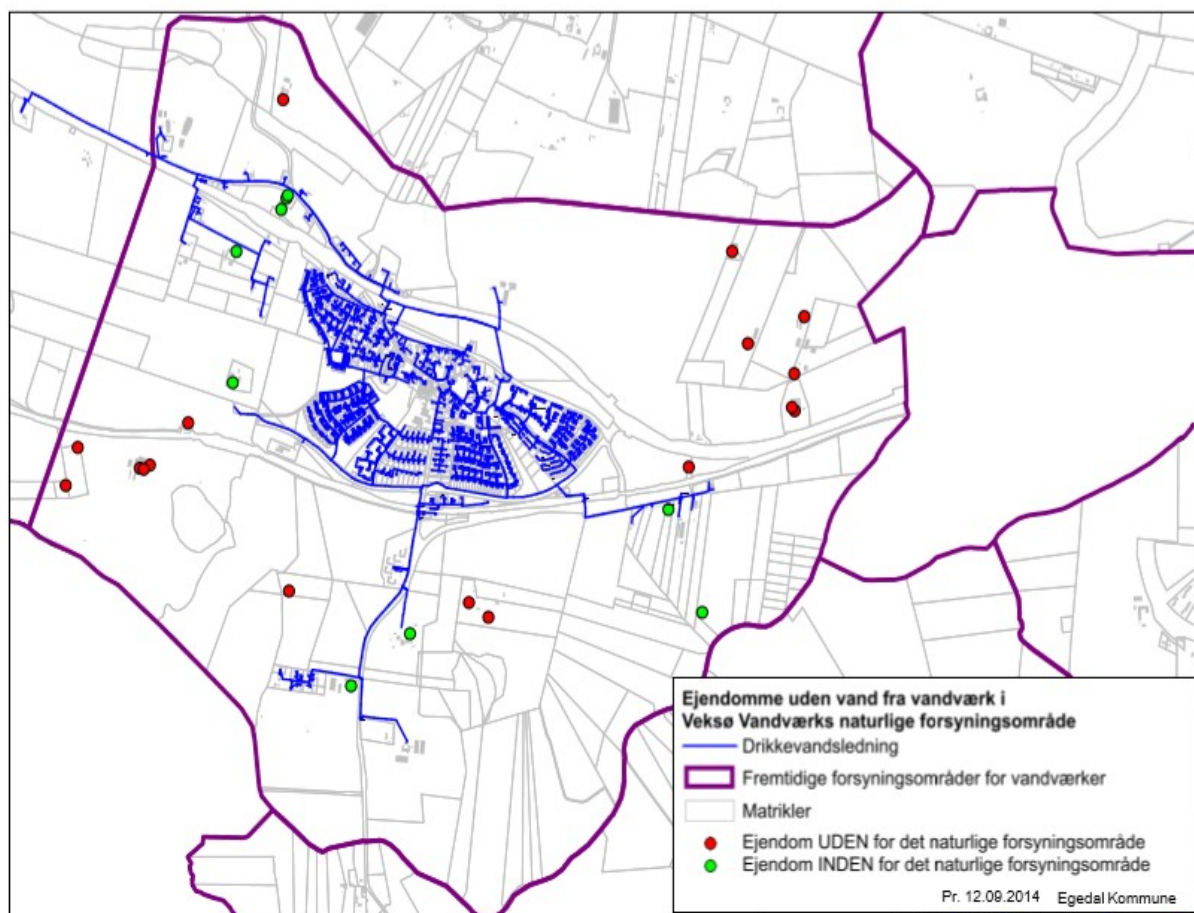 Ejendomme uden vand fra vandværk i
Veksø Vandværks naturlige forsyningsområde
Drikkevandsledning
Fremtidige forsyningsområder for vandværker
Matrikler
Ejendom UDEN for det naturlige forsyningsområde
Ejendom INDEN for det naturlige forsyningsområde
Pr. 12.09.2014 Egedal Kommune